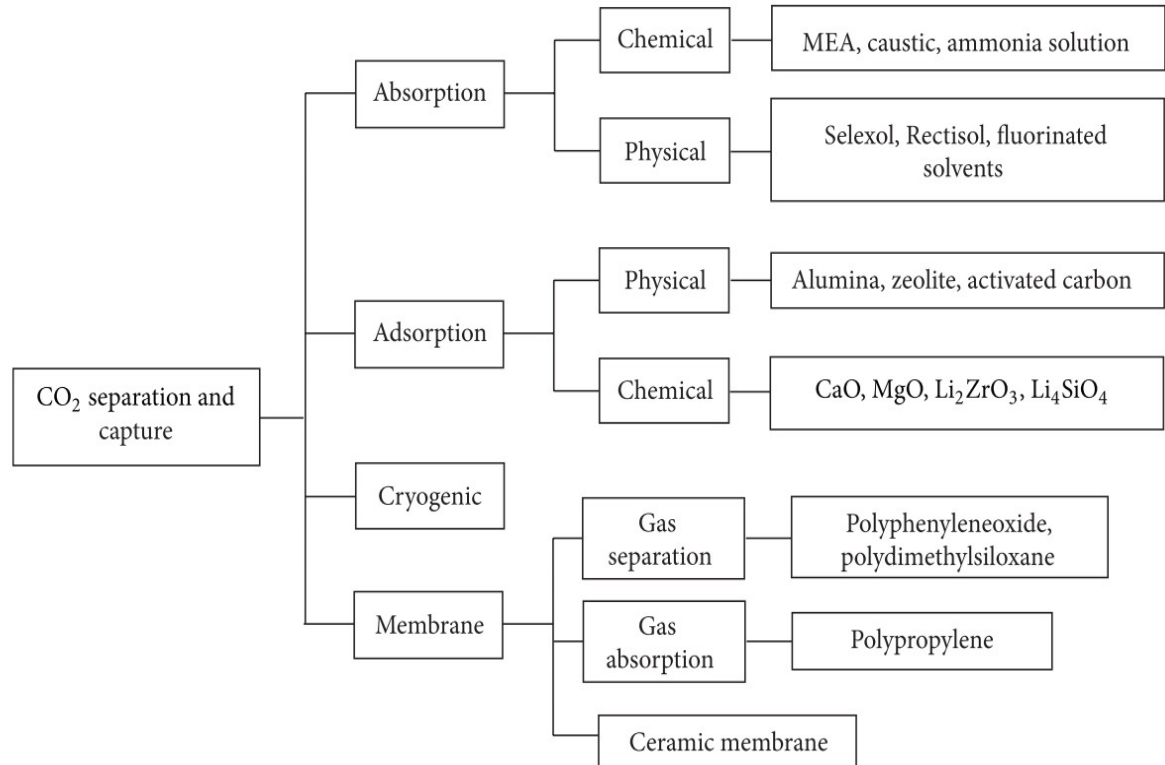 Chemical
MEA, caustic, ammonia solution
Absorption
Physical
Selexol, Rectisol, fluorinated
solvents
Physical
Alumina, zeolite, activated carbon
Adsorption
Chemical
CaO, MgO, Li₂ZrO₃, Li₄SiO₄
CO₂ separation and
capture
Cryogenic
Gas
separation
Polyphenyleneoxide,
polydimethylsiloxane
Membrane
Gas
absorption
Polypropylene
Ceramic membrane